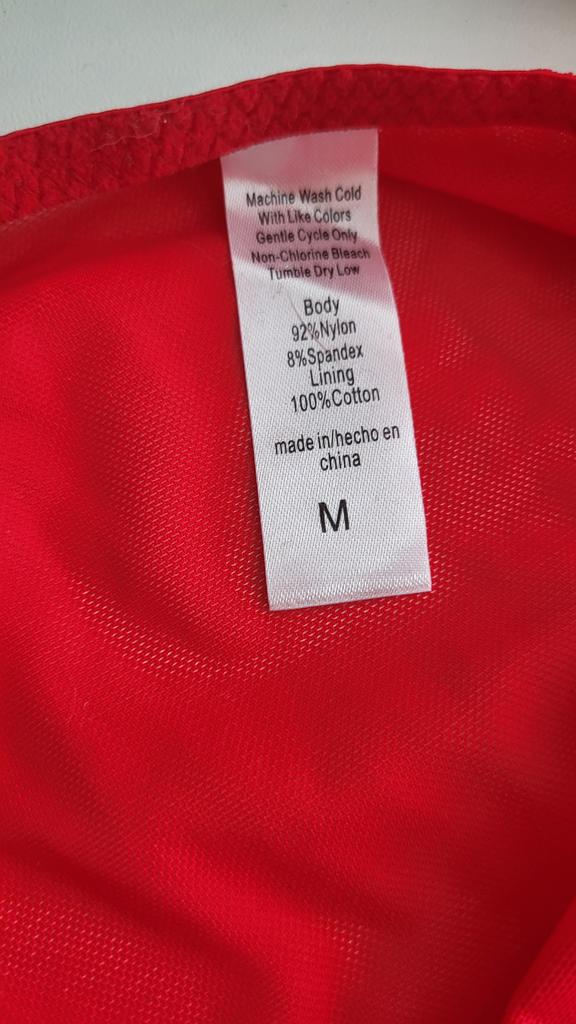 Machine Wash Cold
With Like Colors
Gentle Cycle Only
Non-Chlorine Bleach
Tumble Dry Low
Body
92%Nylon
8%Spandex
Lining
100%Cotton
made in/hecho en
china
M